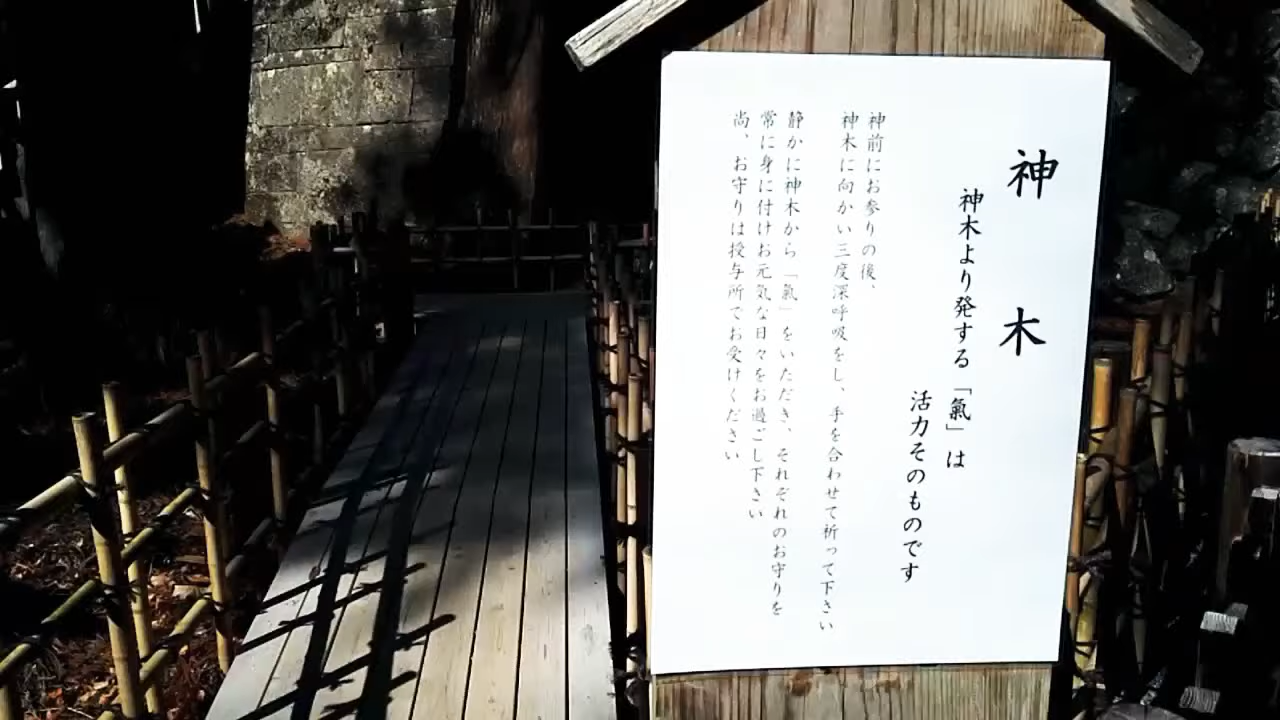 神木
神木より発する「氣」は
活力そのものです
神前にお参りの後、
神木に向かい三度深呼吸をし、手を合わせて祈って下さい
静かに神木から「氣」をいただき、それぞれのお守りを
常に身に付けお元気な日々をお過ごし下さい
尚、お守りは授与所でお受けください